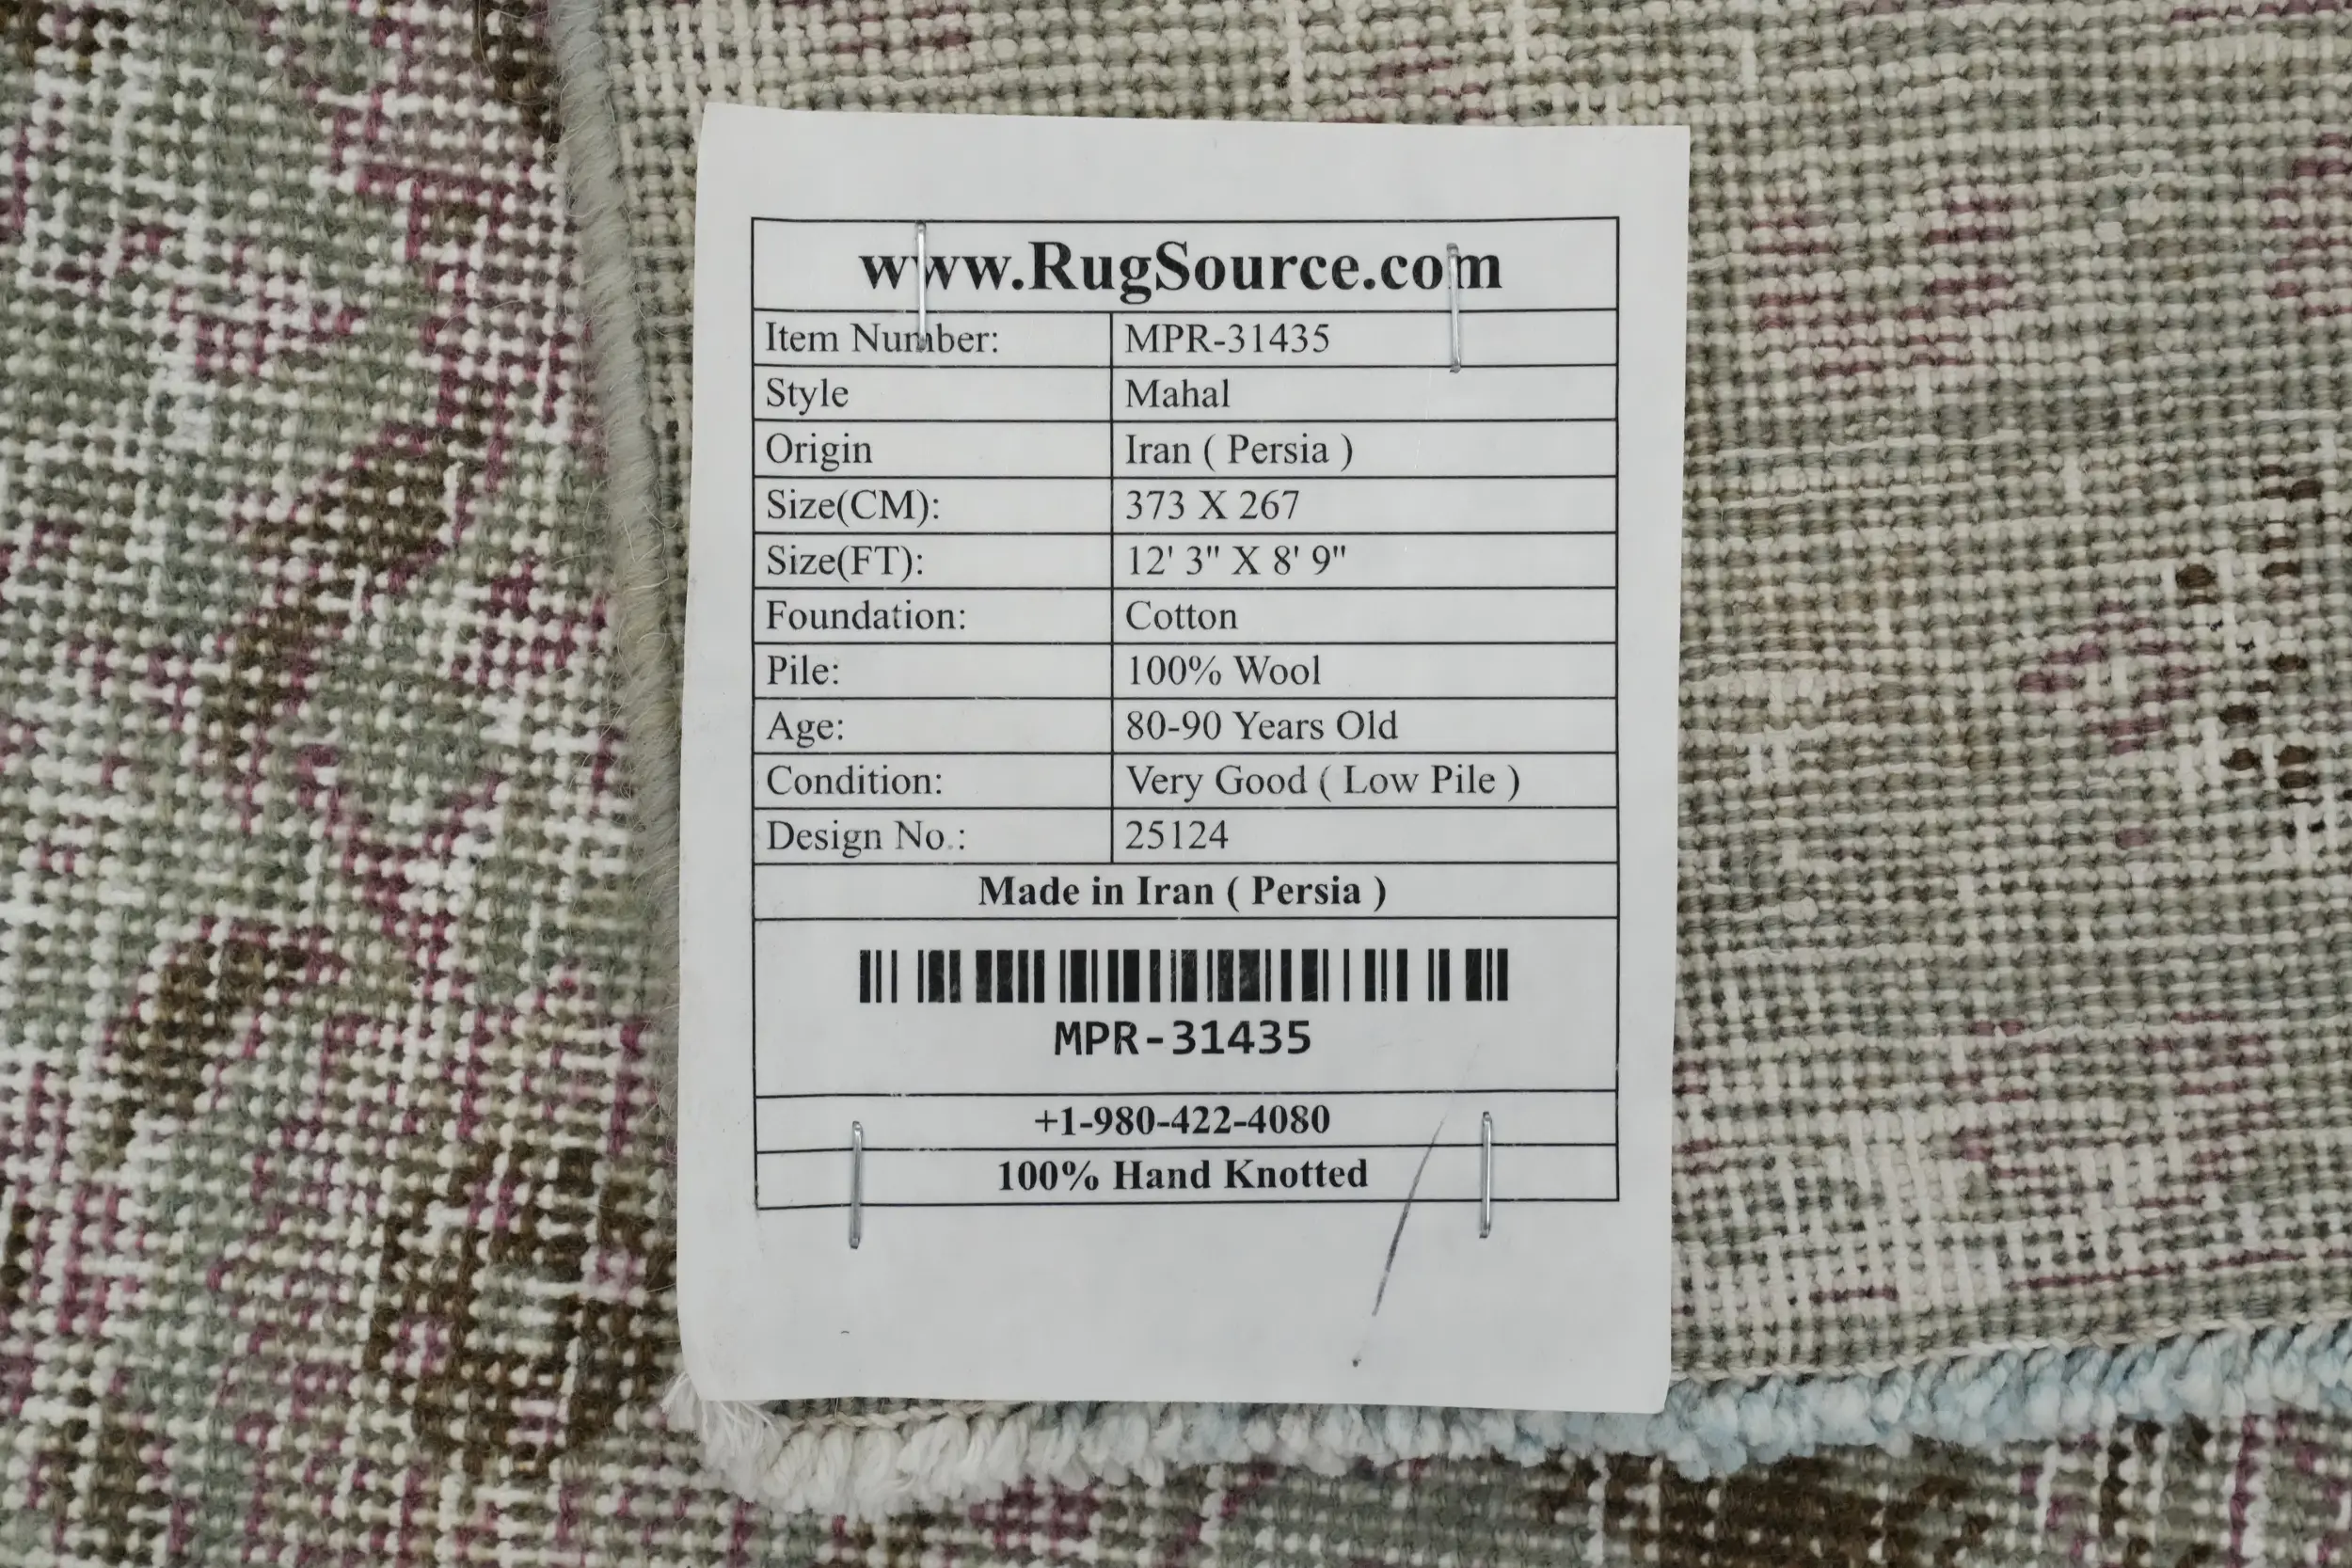 www.RugSource.com
Item Number: MPR-31435
Style Mahal
Origin Iran ( Persia )
Size(CM): 373 X 267
Size(FT): 12' 3" X 8' 9"
Foundation: Cotton
Pile: 100% Wool
Age: 80-90 Years Old
Condition: Very Good ( Low Pile )
Design No.: 25124
Made in Iran ( Persia )
MPR-31435
+1-980-422-4080
100% Hand Knotted